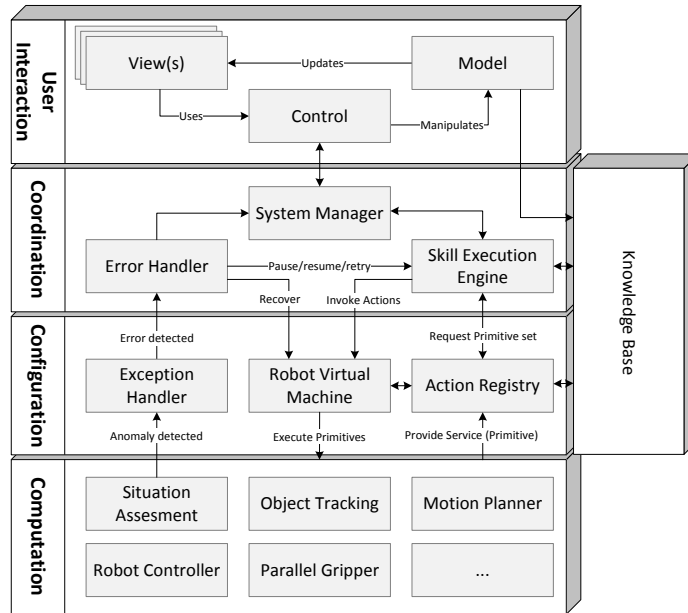 User
Interaction
View(s)
Updates
Model
Uses
Control
Manipulates
Coordination
System Manager
Error Handler
Pause/resume/retry
Skill Execution
Engine
Recover
Invoke Actions
Knowledge Base
Configuration
Error detected
Request Primitive set
Exception
Handler
Robot Virtual
Machine
Action Registry
Anomaly detected
Execute Primitives
Provide Service (Primitive)
Computation
Situation
Assesment
Object Tracking
Motion Planner
Robot Controller
Parallel Gripper
...